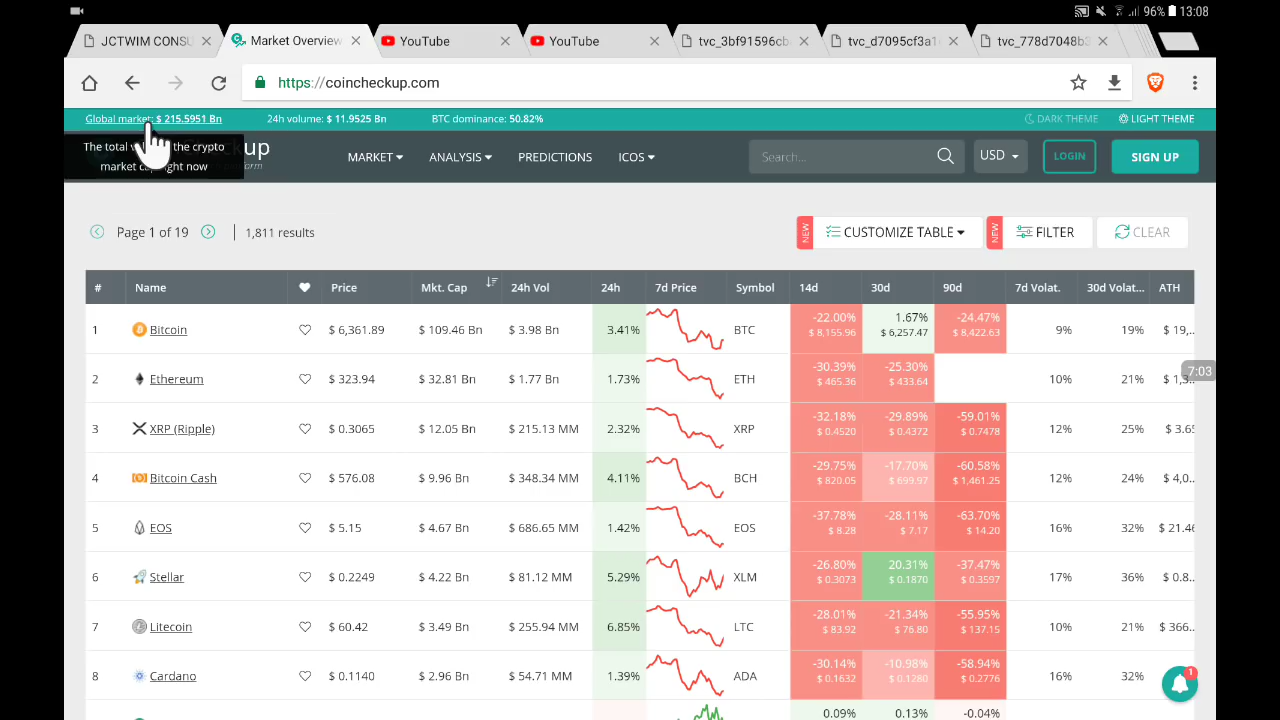 96% 13:08
JCTWIM CONSU
Market Overview
YouTube
YouTube
tvc_3bf91596cb
tvc_d7095cf3a1
tvc_778d7048b3
https://coincheckup.com
Global market: $ 215.5951 Bn 24h volume: $ 11.9525 Bn BTC dominance: 50.82% DARK THEME LIGHT THEME
The total the crypto
market cap right now
MARKET ANALYSIS PREDICTIONS ICOS Search... USD LOGIN SIGN UP
Page 1 of 19 1,811 results NEW CUSTOMIZE TABLE NEW FILTER CLEAR
# Name Price Mkt. Cap 24h Vol 24h 7d Price Symbol 14d 30d 90d 7d Volat. 30d Volat... ATH
1 Bitcoin $ 6,361.89 $ 109.46 Bn $ 3.98 Bn 3.41% BTC -22.00% 1.67% -24.47% 9% 19% $ 19,..
$ 8,155.96 $ 6,257.47 $ 8,422.63
2 Ethereum $ 323.94 $ 32.81 Bn $ 1.77 Bn 1.73% ETH -30.39% -25.30% 10% 21% $ 1,3..
$ 465.36 $ 433.64
7:03
3 XRP (Ripple) $ 0.3065 $ 12.05 Bn $ 215.13 MM 2.32% XRP -32.18% -29.89% -59.01% 12% 25% $ 3.65
$ 0.4520 $ 0.4372 $ 0.7478
4 Bitcoin Cash $ 576.08 $ 9.96 Bn $ 348.34 MM 4.11% BCH -29.75% -17.70% -60.58% 12% 24% $ 4,0..
$ 820.05 $ 699.97 $ 1,461.25
5 EOS $ 5.15 $ 4.67 Bn $ 686.65 MM 1.42% EOS -37.78% -28.11% -63.70% 16% 32% $ 21.46
$ 8.28 $ 7.17 $ 14.20
6 Stellar $ 0.2249 $ 4.22 Bn $ 81.12 MM 5.29% XLM -26.80% 20.31% -37.47% 17% 36% $ 0.8..
$ 0.3073 $ 0.1870 $ 0.3597
7 Litecoin $ 60.42 $ 3.49 Bn $ 255.94 MM 6.85% LTC -28.01% -21.34% -55.95% 10% 21% $ 366..
$ 83.92 $ 76.80 $ 137.15
8 Cardano $ 0.1140 $ 2.96 Bn $ 54.71 MM 1.39% ADA -30.14% -10.98% -58.94% 16% 32%
$ 0.1632 $ 0.1280 $ 0.2776
1
0.09% 0.13% -0.04%